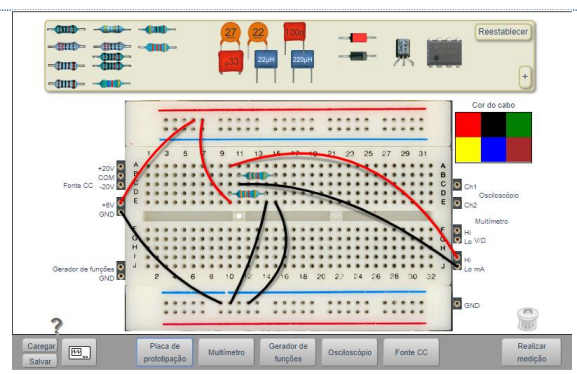 27
22
100n
Reestablecer
µ33
22µH
220µH
+
Cor do cabo
1 3 5 7 9 11 13 15 17 19 21 23 25 27 29 31
A A
B B
C C
D D
E E
+20V
COM
Fonte CC -20V
+6V
GND
Ch1
Osciloscópio
Ch2
Multímetro
Hi
Lo V/Ω
Hi
Lo mA
F
G
H
I
J
Gerador de funções
GND
2 4 6 8 10 12 14 16 18 20 22 24 26 28 30 32
GND
?
Caregar
Salvar
Placa de
prototipação
Multímetro
Gerador de
funções
Osciloscópio
Fonte CC
Realizar
medição